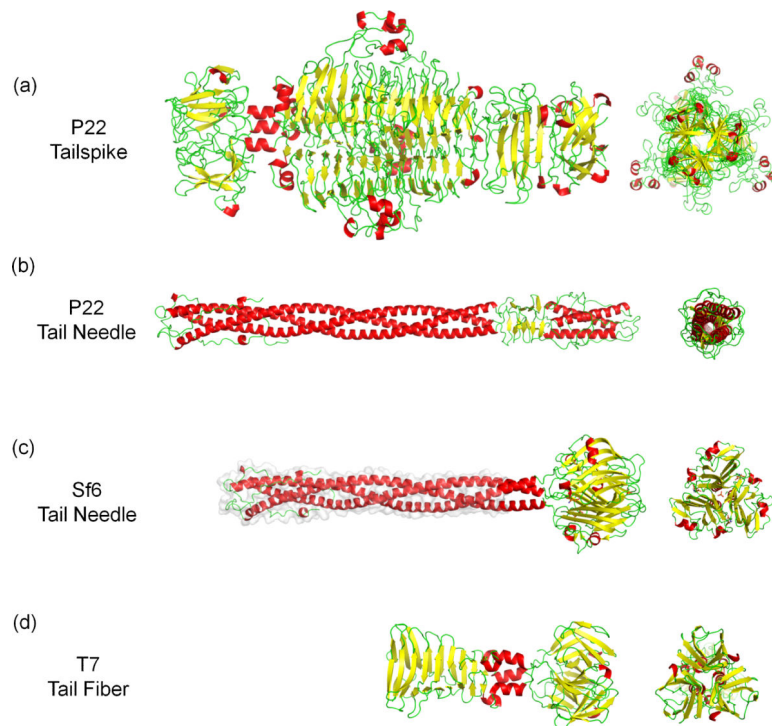 (a)
P22
Tailspike
(b)
P22
Tail Needle
(c)
Sf6
Tail Needle
(d)
T7
Tail Fiber